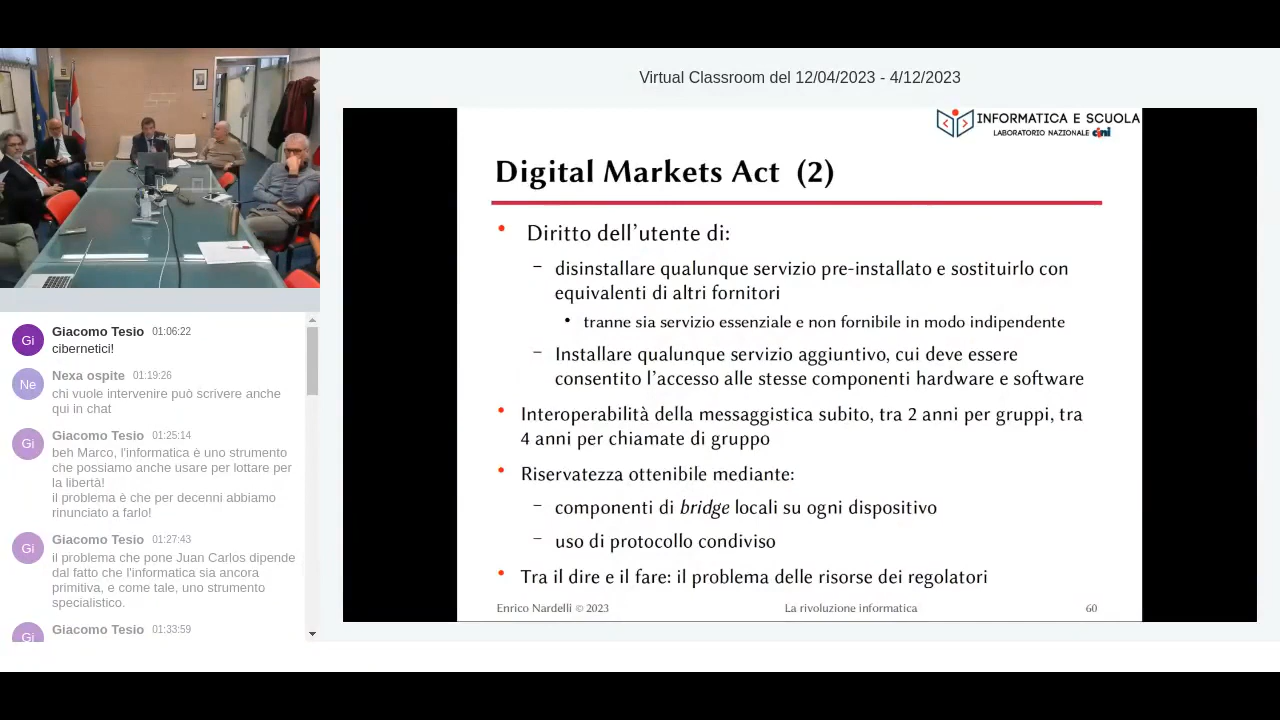 Virtual Classroom del 12/04/2023 - 4/12/2023
INFORMATICA E SCUOLA
LABORATORIO NAZIONALE cini
Digital Markets Act (2)
• Diritto dell'utente di:
– disinstallare qualunque servizio pre-installato e sostituirlo con
equivalenti di altri fornitori
• tranne sia servizio essenziale e non fornibile in modo indipendente
– Installare qualunque servizio aggiuntivo, cui deve essere
consentito l'accesso alle stesse componenti hardware e software
• Interoperabilità della messaggistica subito, tra 2 anni per gruppi, tra
4 anni per chiamate di gruppo
• Riservatezza ottenibile mediante:
– componenti di bridge locali su ogni dispositivo
– uso di protocollo condiviso
• Tra il dire e il fare: il problema delle risorse dei regolatori
Enrico Nardelli © 2023 La rivoluzione informatica 60
Gi Giacomo Tesio 01:06:22
cibernetici!
Ne Nexa ospite 01:19:26
chi vuole intervenire può scrivere anche
qui in chat
Gi Giacomo Tesio 01:25:14
beh Marco, l'informatica è uno strumento
che possiamo anche usare per lottare per
la libertà!
il problema è che per decenni abbiamo
rinunciato a farlo!
Gi Giacomo Tesio 01:27:43
il problema che pone Juan Carlos dipende
dal fatto che l'informatica sia ancora
primitiva, e come tale, uno strumento
specialistico.
Gi Giacomo Tesio 01:33:59